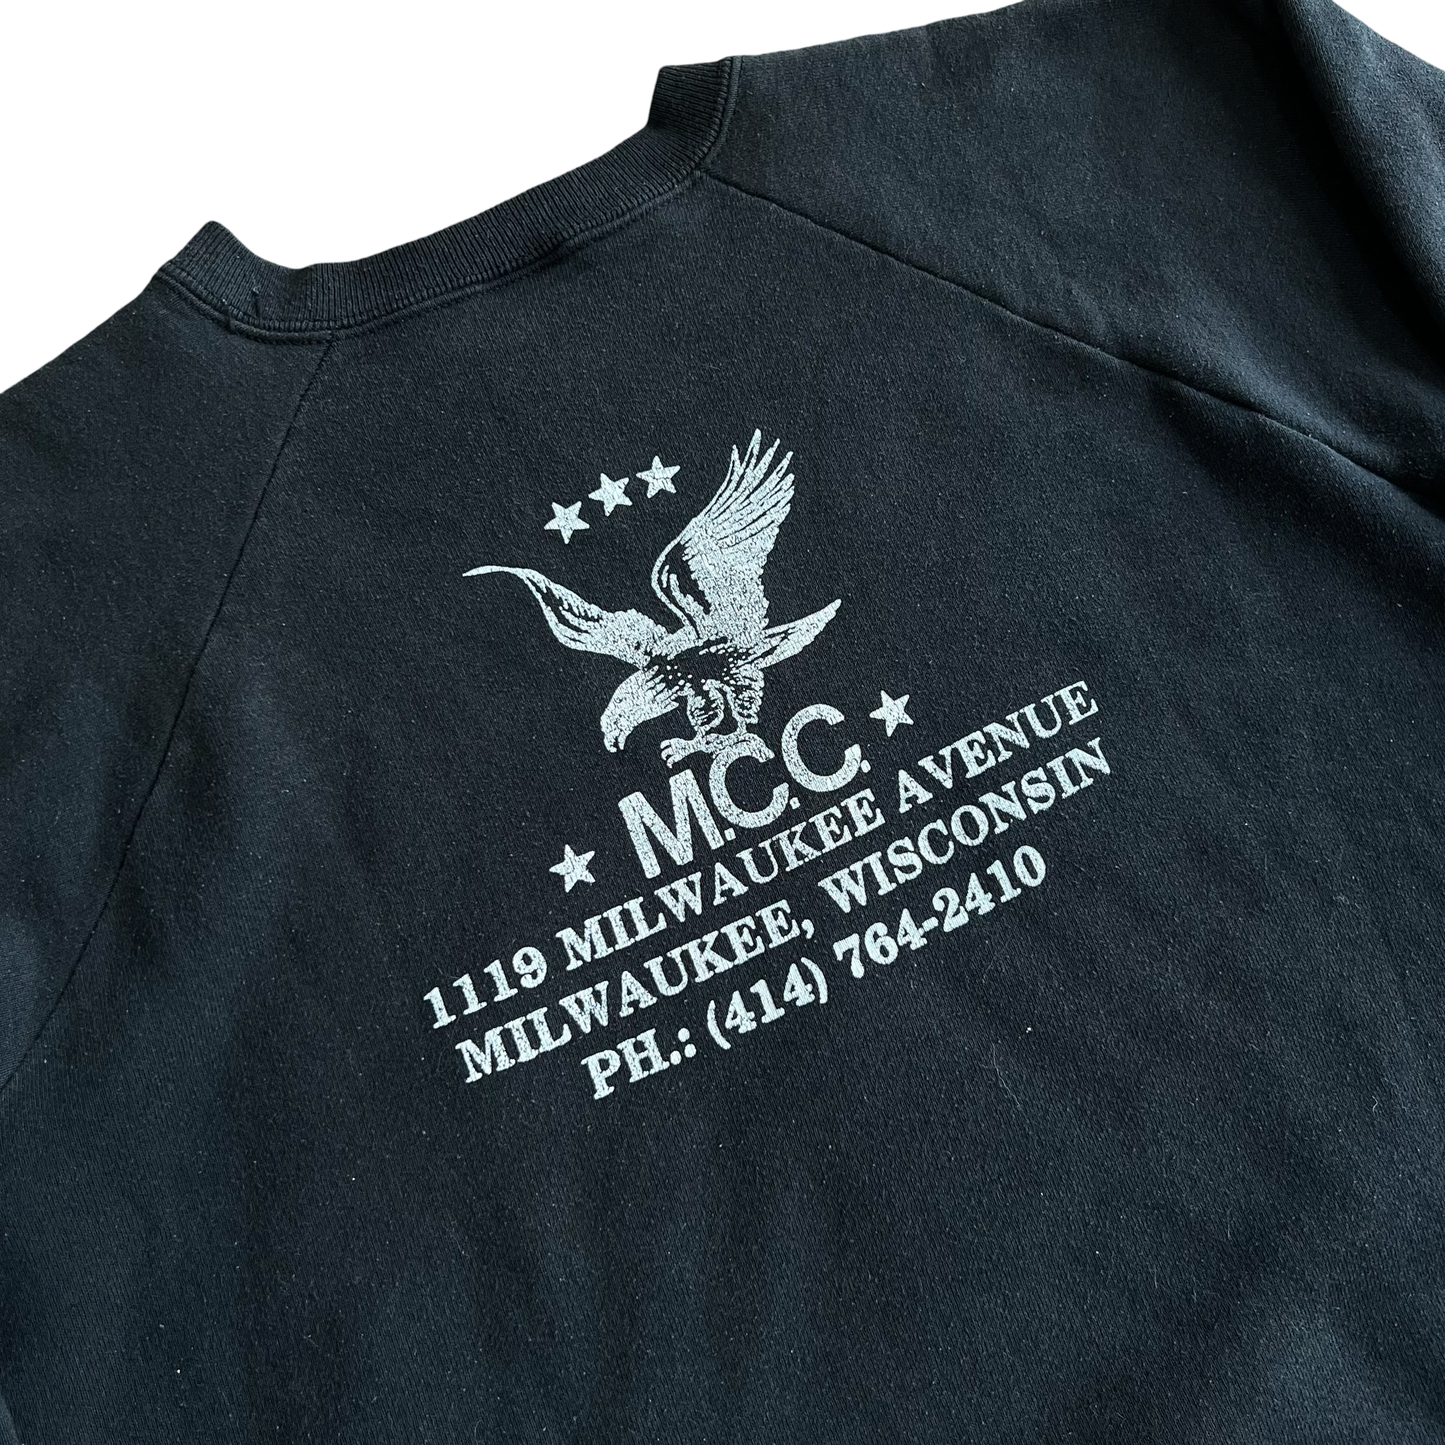 M.C.C.
1119 MILWAUKEE AVENUE
MILWAUKEE, WISCONSIN
PH.: (414) 764-2410